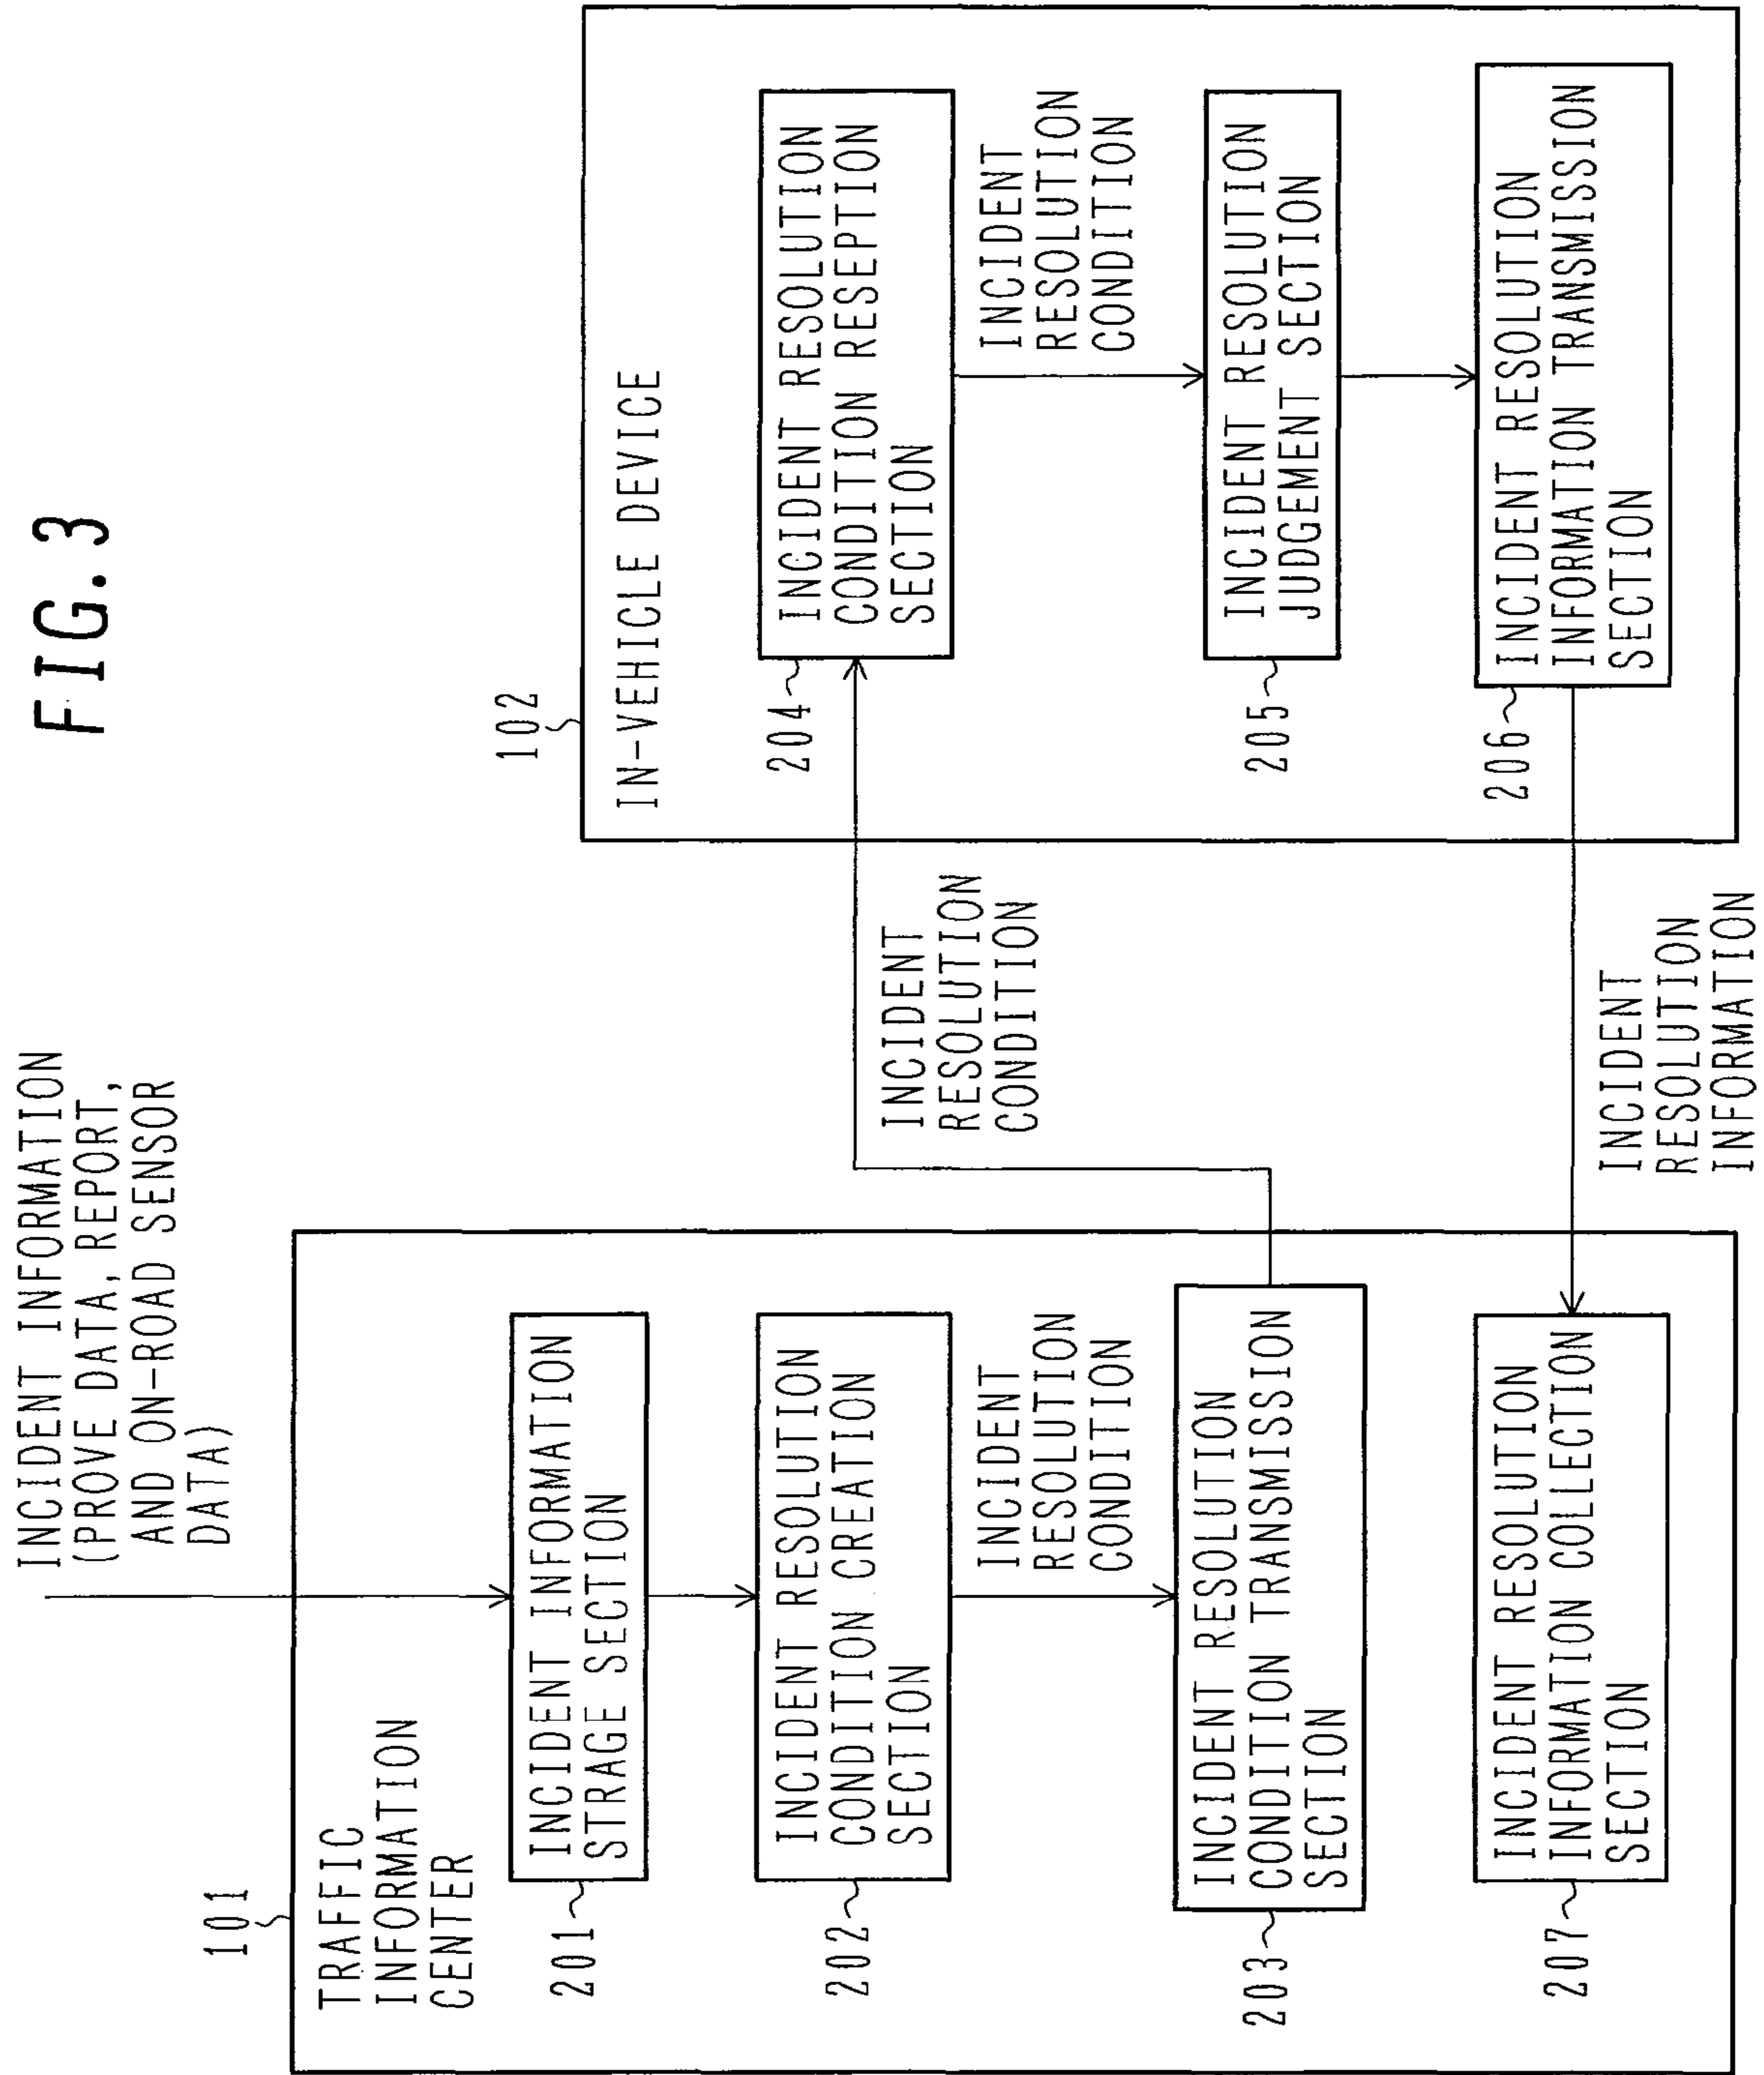 FIG. 3
INCIDENT INFORMATION
(PROVE DATA, REPORT,
AND ON-ROAD SENSOR
DATA)
101
TRAFFIC
INFORMATION
CENTER
201
INCIDENT INFORMATION
STRAGE SECTION
202
INCIDENT RESOLUTION
CONDITION CREATION
SECTION
INCIDENT
RESOLUTION
CONDITION
203
INCIDENT RESOLUTION
CONDITION TRANSMISSION
SECTION
207
INCIDENT RESOLUTION
INFORMATION COLLECTION
SECTION
INCIDENT
RESOLUTION
CONDITION
INCIDENT
RESOLUTION
INFORMATION
102
IN-VEHICLE DEVICE
204
INCIDENT RESOLUTION
CONDITION RESEPTION
SECTION
INCIDENT
RESOLUTION
CONDITION
205
INCIDENT RESOLUTION
JUDGEMENT SECTION
206
INCIDENT RESOLUTION
INFORMATION TRANSMISSION
SECTION